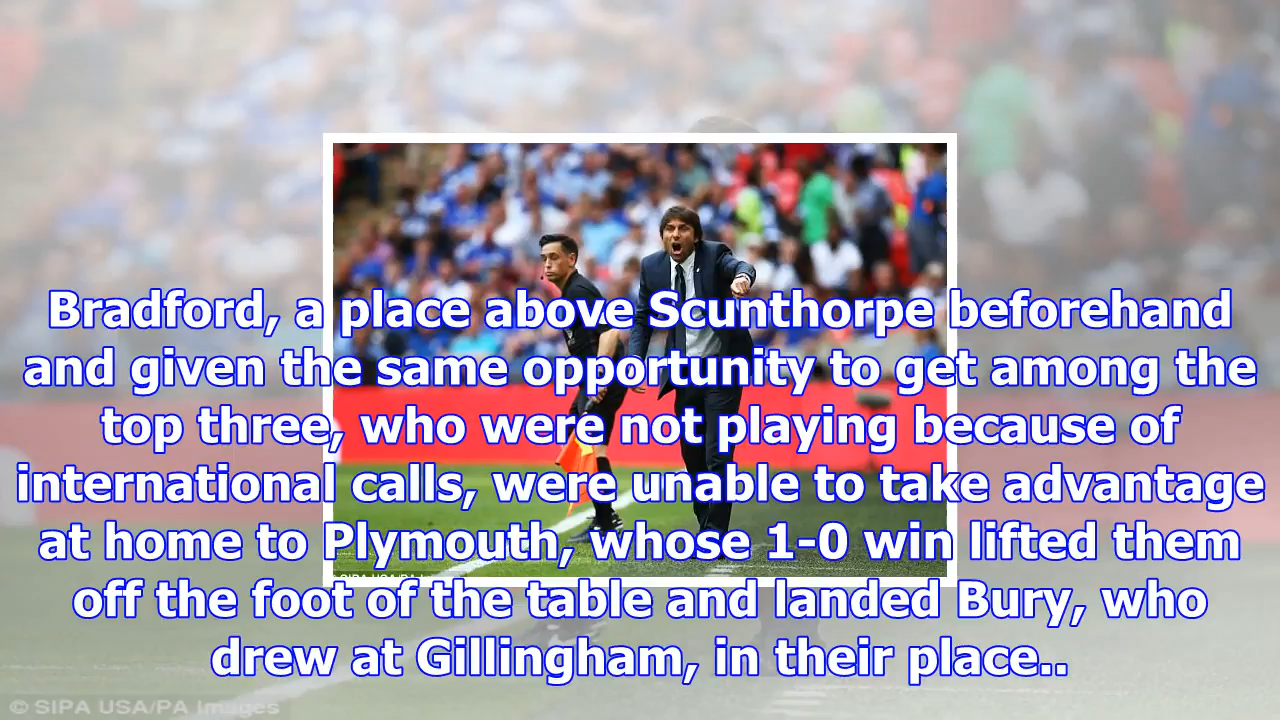 Bradford, a place above Scunthorpe beforehand
and given the same opportunity to get among the
top three, who were not playing because of
international calls, were unable to take advantage
at home to Plymouth, whose 1-0 win lifted them
off the foot of the table and landed Bury, who
drew at Gillingham, in their place..
© SIPA USA/PA Images